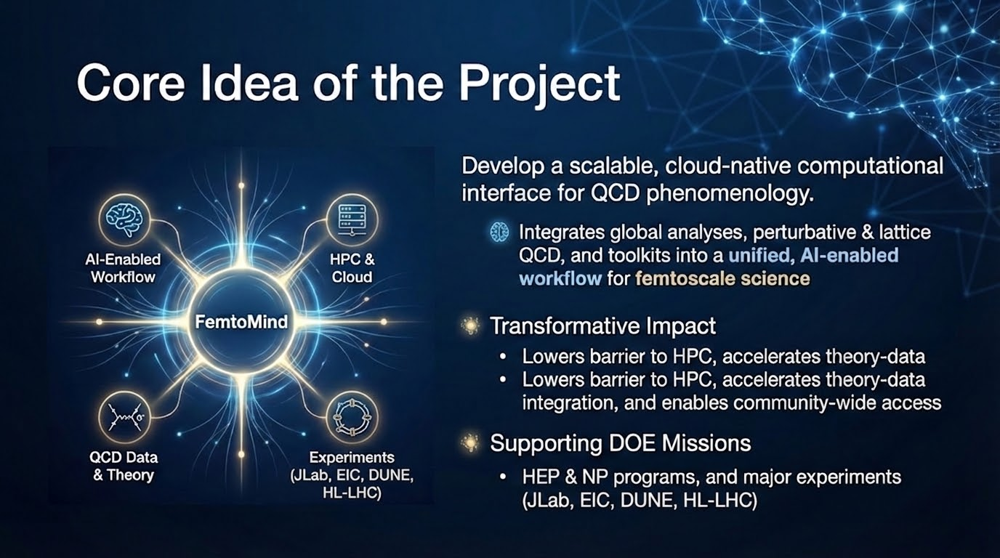 Core Idea of the Project
AI-Enabled
Workflow
HPC &
Cloud
FemtoMind
QCD Data
& Theory
Experiments
(JLab, EIC, DUNE,
HL-LHC)
Develop a scalable, cloud-native computational
interface for QCD phenomenology.
Integrates global analyses, perturbative & lattice
QCD, and toolkits into a unified, AI-enabled
workflow for femtoscale science
Transformative Impact
• Lowers barrier to HPC, accelerates theory-data
• Lowers barrier to HPC, accelerates theory-data
integration, and enables community-wide access
Supporting DOE Missions
• HEP & NP programs, and major experiments
(JLab, EIC, DUNE, HL-LHC)